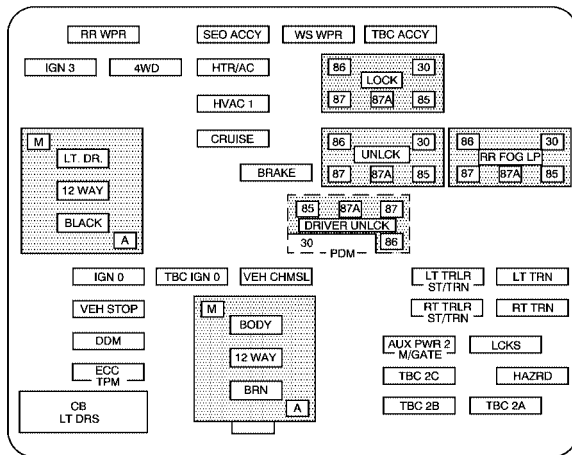 RR WPR
SEO ACCY
WS WPR
TBC ACCY
IGN 3
4WD
HTR/AC
86
30
LOCK
87
87A
85
HVAC 1
CRUISE
M
LT. DR.
12 WAY
BLACK
A
86
30
UNLCK
87
87A
85
86
30
RR FOG LP
87
87A
85
BRAKE
85
87A
87
DRIVER UNLCK
30
86
PDM
IGN 0
TBC IGN 0
VEH CHMSL
LT TRLR
ST/TRN
LT TRN
VEH STOP
M
BODY
12 WAY
BRN
A
RT TRLR
ST/TRN
RT TRN
DDM
AUX PWR 2
M/GATE
LCKS
ECC
TPM
TBC 2C
HAZRD
CB
LT DRS
TBC 2B
TBC 2A